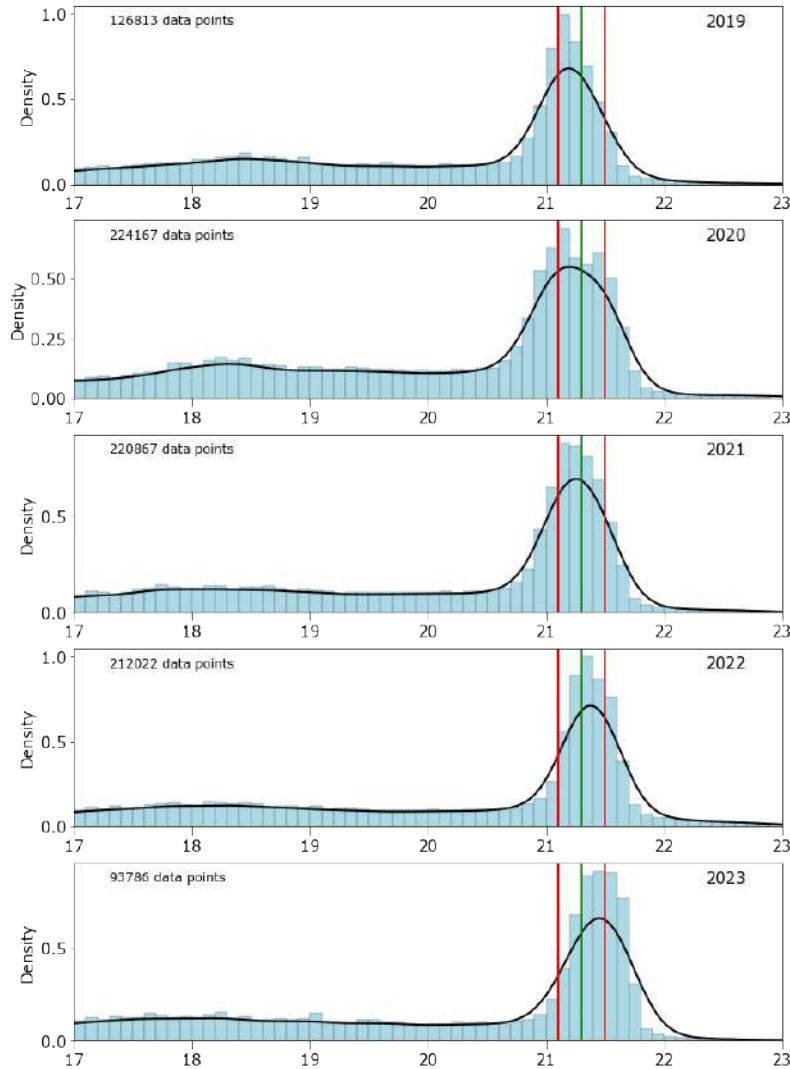 126813 data points
2019
1.0
0.5
0.0
Density
17 18 19 20 21 22 23
224167 data points
2020
0.50
0.25
0.00
Density
17 18 19 20 21 22 23
220867 data points
2021
0.5
0.0
Density
17 18 19 20 21 22 23
212022 data points
2022
1.0
0.5
0.0
Density
17 18 19 20 21 22 23
93786 data points
2023
0.5
0.0
Density
17 18 19 20 21 22 23